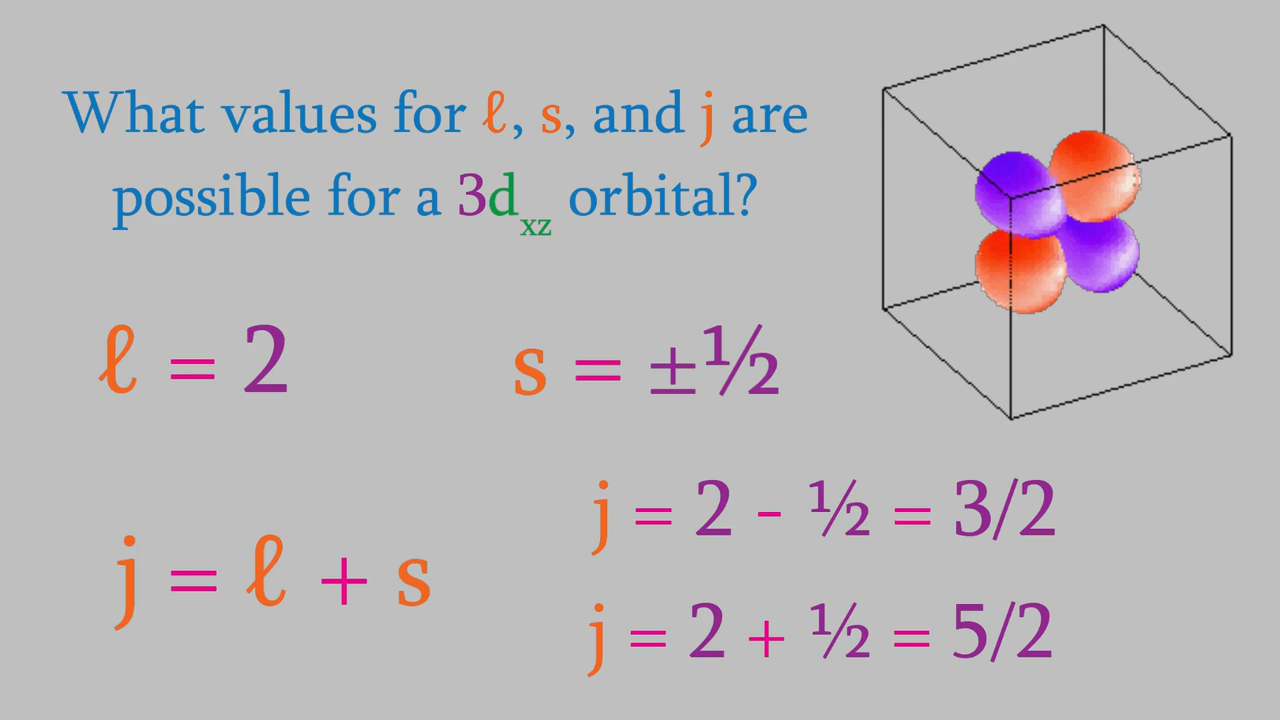 What values for ℓ, s, and j are
possible for a 3dxz orbital?
ℓ = 2
s = ±½
j = ℓ + s
j = 2 - ½ = 3/2
j = 2 + ½ = 5/2